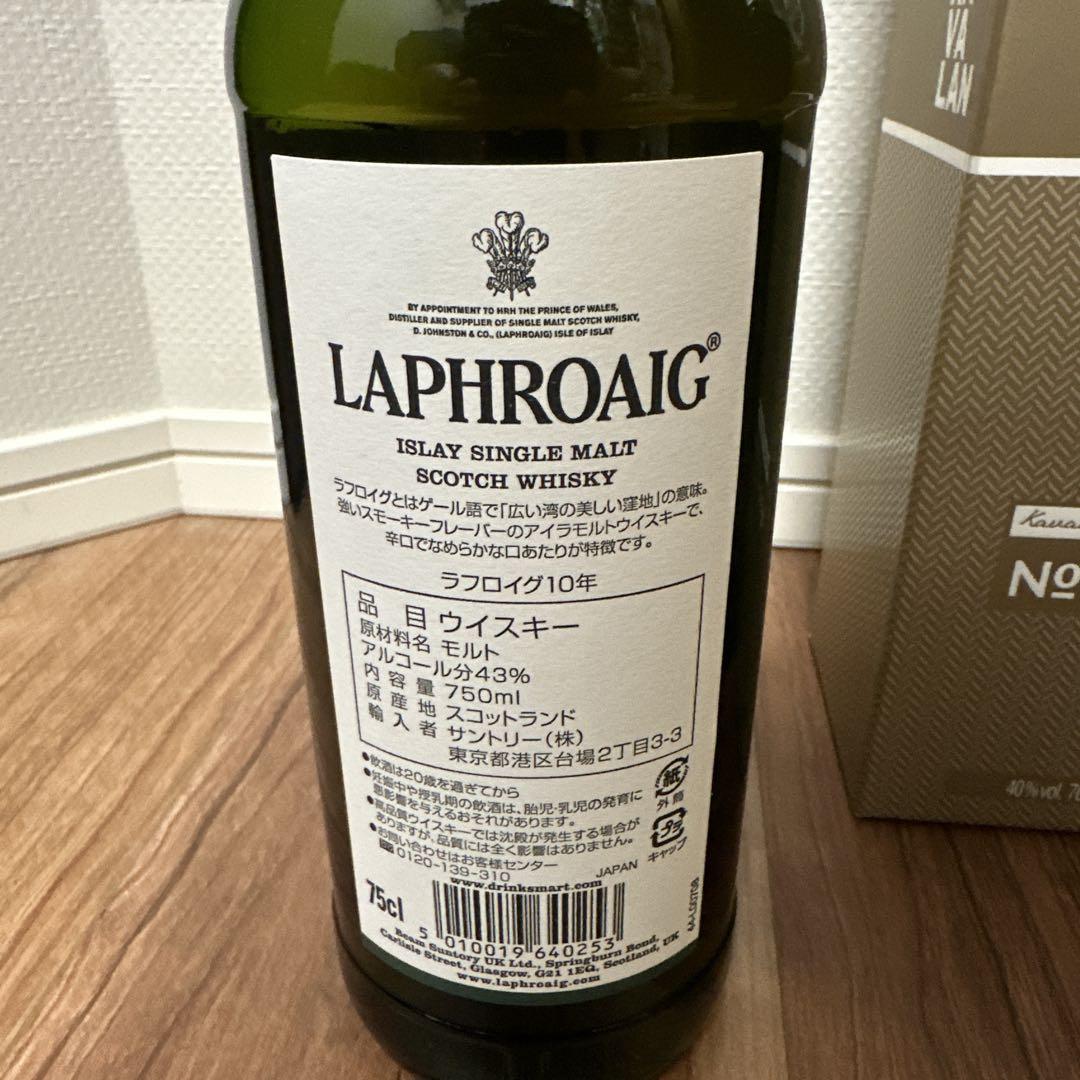 BY APPOINTMENT TO HRH THE PRINCE OF WALES,
DISTILLER AND SUPPLIER OF SINGLE MALT SCOTCH WHISKY,
D. JOHNSTON & CO., (LAPHROAIG) ISLE OF ISLAY
LAPHROAIG®
ISLAY SINGLE MALT
SCOTCH WHISKY
ラフロイグとはゲール語で「広い湾の美しい窪地」の意味。
強いスモーキーフレーバーのアイラモルトウイスキーで、
辛口でなめらかな口あたりが特徴です。
ラフロイグ10年
品目 ウイスキー
原材料名 モルト
アルコール分43%
内容量 750ml
原産地 スコットランド
輸入者 サントリー(株)
東京都港区台場2丁目3-3
●飲酒は20歳を過ぎてから
●妊娠中や授乳期の飲酒は、胎児・乳児の発育に
悪影響を与えるおそれがあります。
●高品質ウイスキーでは沈殿が発生する場合が
ありますが、品質には全く影響はありません。
●お問い合わせはお客様センター
0120-139-310
紙
外筒
プラ
キャップ
JAPAN
www.drinksmart.com
75cl
5 010019 640253
Beam Suntory UK Ltd., Springburn Bond,
Carlisle Street, Glasgow, G21 1EQ, Scotland, UK
www.laphroaig.com
VA
LAN
No
40%vol